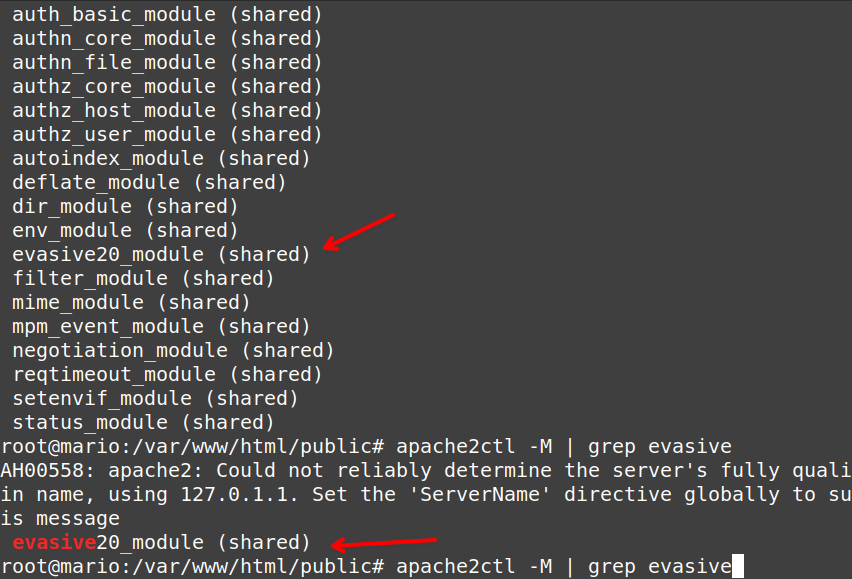 auth_basic_module (shared)
authn_core_module (shared)
authn_file_module (shared)
authz_core_module (shared)
authz_host_module (shared)
authz_user_module (shared)
autoindex_module (shared)
deflate_module (shared)
dir_module (shared)
env_module (shared)
evasive20_module (shared)
filter_module (shared)
mime_module (shared)
mpm_event_module (shared)
negotiation_module (shared)
reqtimeout_module (shared)
setenvif_module (shared)
status_module (shared)
root@mario:/var/www/html/public# apache2ctl -M | grep evasive
AH00558: apache2: Could not reliably determine the server's fully quali
in name, using 127.0.1.1. Set the 'ServerName' directive globally to su
is message
evasive20_module (shared)
root@mario:/var/www/html/public# apache2ctl -M | grep evasive